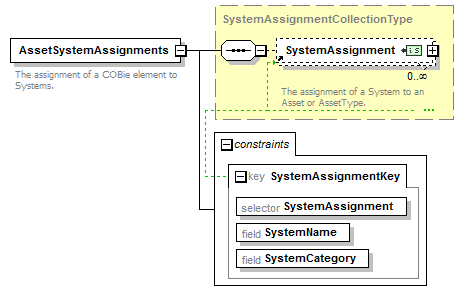 SystemAssignmentCollectionType
AssetSystemAssignments
SystemAssignment
0..∞
The assignment of a COBie element to
Systems.
The assignment of a System to an
Asset or AssetType.
constraints
key SystemAssignmentKey
selector SystemAssignment
field SystemName
field SystemCategory